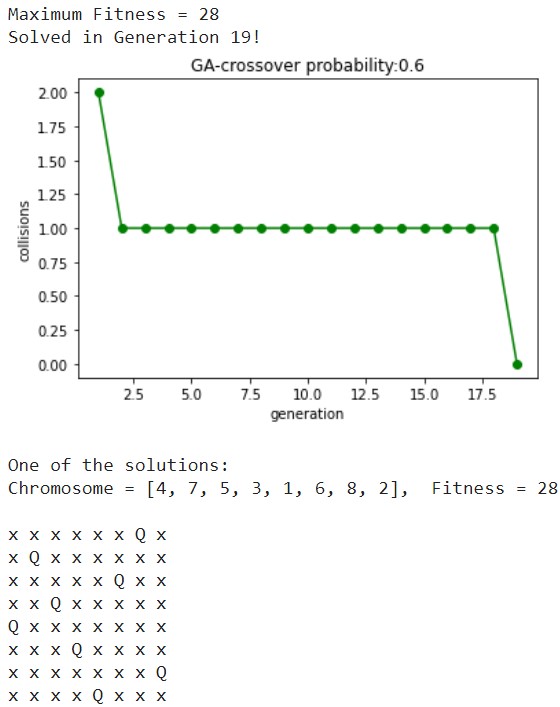 Maximum Fitness = 28
Solved in Generation 19!
GA-crossover probability:0.6
2.00
1.75
1.50
1.25
1.00
0.75
0.50
0.25
0.00
collisions
2.5 5.0 7.5 10.0 12.5 15.0 17.5
generation
One of the solutions:
Chromosome = [4, 7, 5, 3, 1, 6, 8, 2],  Fitness = 28
x x x x x x Q x
x Q x x x x x x
x x x x x Q x x
x x Q x x x x x
Q x x x x x x x
x x x Q x x x x
x x x x x x x Q
x x x x Q x x x